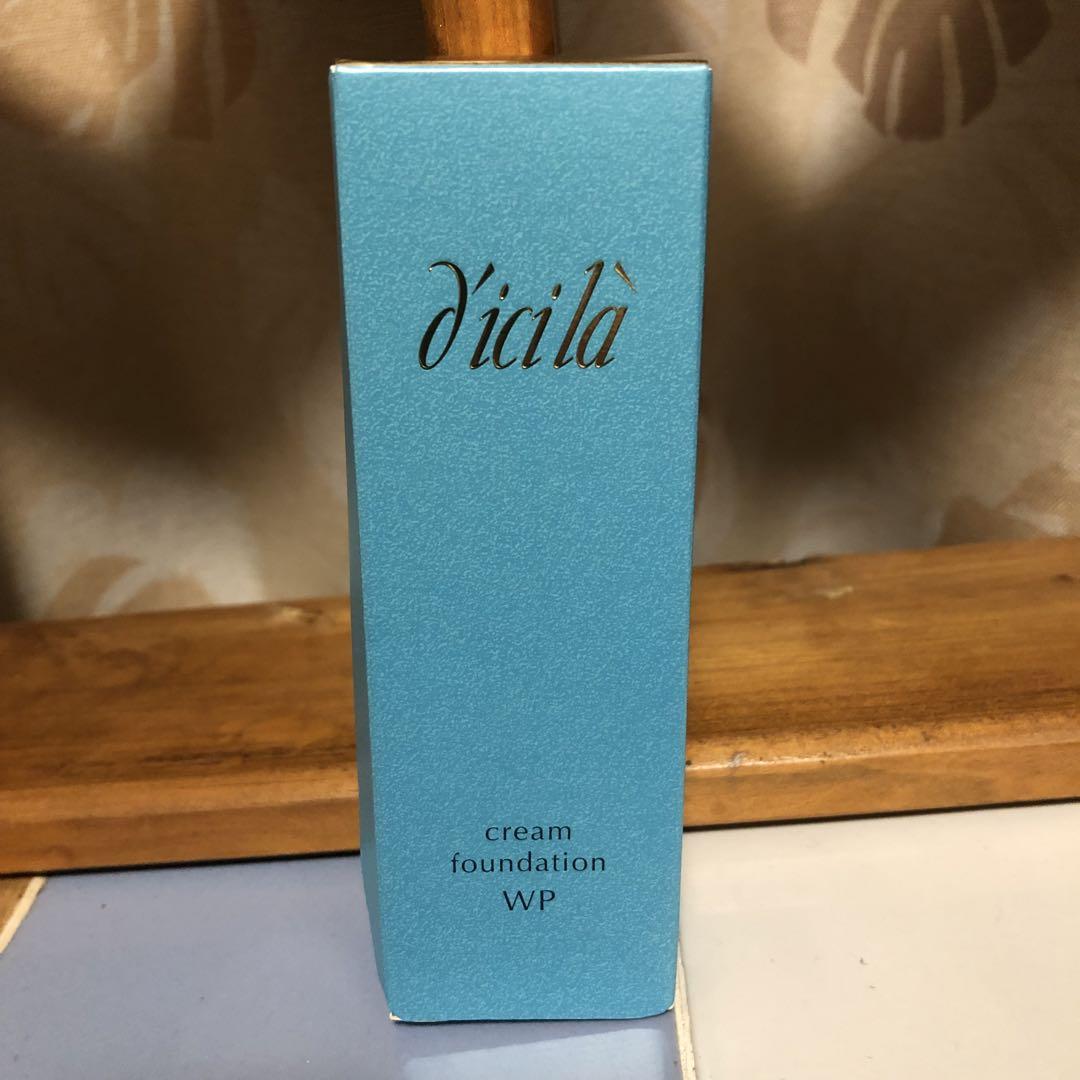 d'icilà
cream
foundation
WP